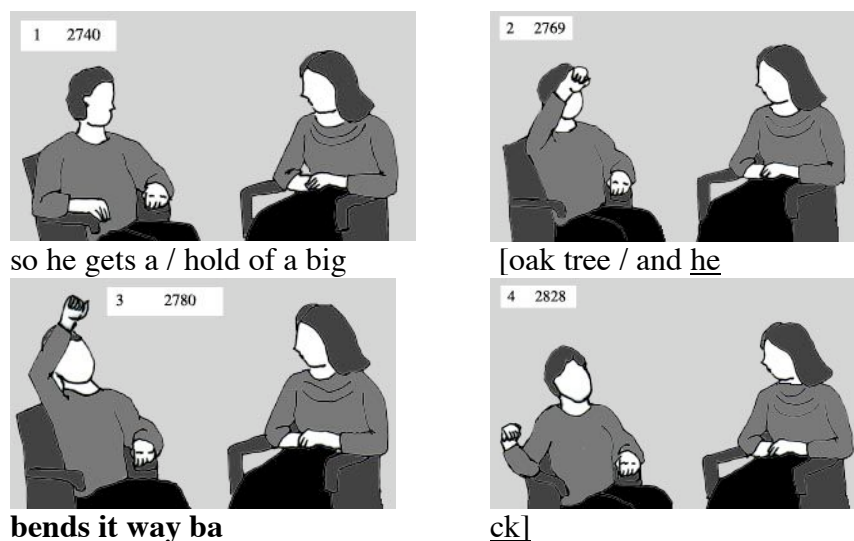 1 2740
2 2769
so he gets a / hold of a big
[oak tree / and he
3 2780
4 2828
bends it way ba
ck]